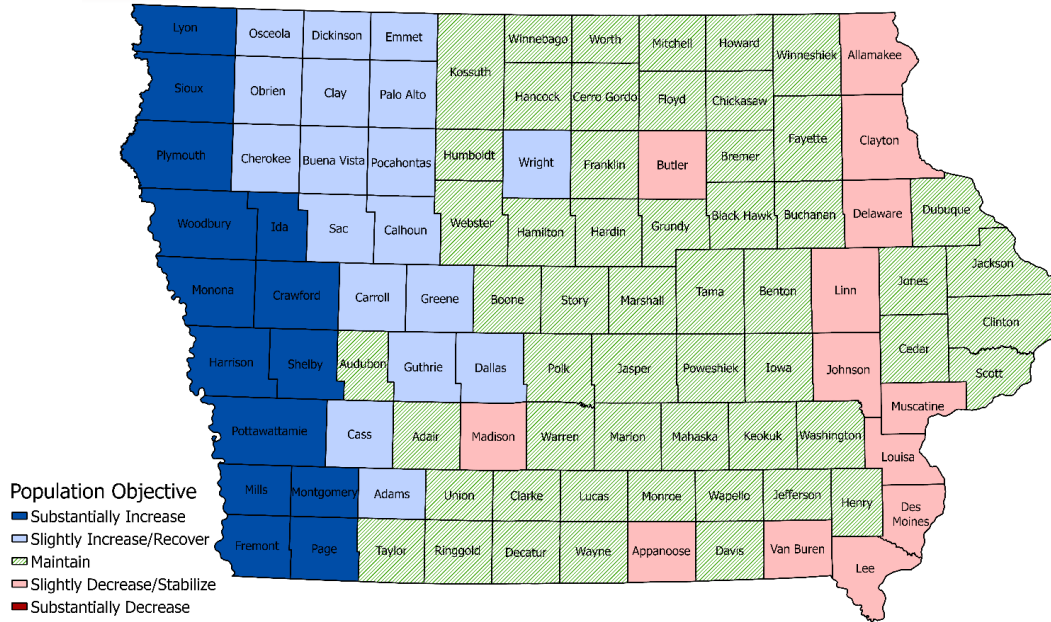 Lyon
Osceola
Dickinson
Emmet
Kossuth
Winnebago
Worth
Mitchell
Howard
Winneshiek
Allamakee
Sioux
Obrien
Clay
Palo Alto
Hancock
Cerro Gordo
Floyd
Chickasaw
Fayette
Clayton
Plymouth
Cherokee
Buena Vista
Pocahontas
Humboldt
Wright
Franklin
Butler
Bremer
Woodbury
Ida
Sac
Calhoun
Webster
Hamilton
Hardin
Grundy
Black Hawk
Buchanan
Delaware
Dubuque
Monona
Crawford
Carroll
Greene
Boone
Story
Marshall
Tama
Benton
Linn
Jones
Jackson
Clinton
Harrison
Shelby
Audubon
Guthrie
Dallas
Polk
Jasper
Poweshiek
Iowa
Johnson
Cedar
Scott
Muscatine
Pottawattamie
Cass
Adair
Madison
Warren
Marion
Mahaska
Keokuk
Washington
Louisa
Mills
Montgomery
Adams
Union
Clarke
Lucas
Monroe
Wapello
Jefferson
Henry
Des
Moines
Fremont
Page
Taylor
Ringgold
Decatur
Wayne
Appanoose
Davis
Van Buren
Lee
Population Objective
Substantially Increase
Slightly Increase/Recover
Maintain
Slightly Decrease/Stabilize
Substantially Decrease